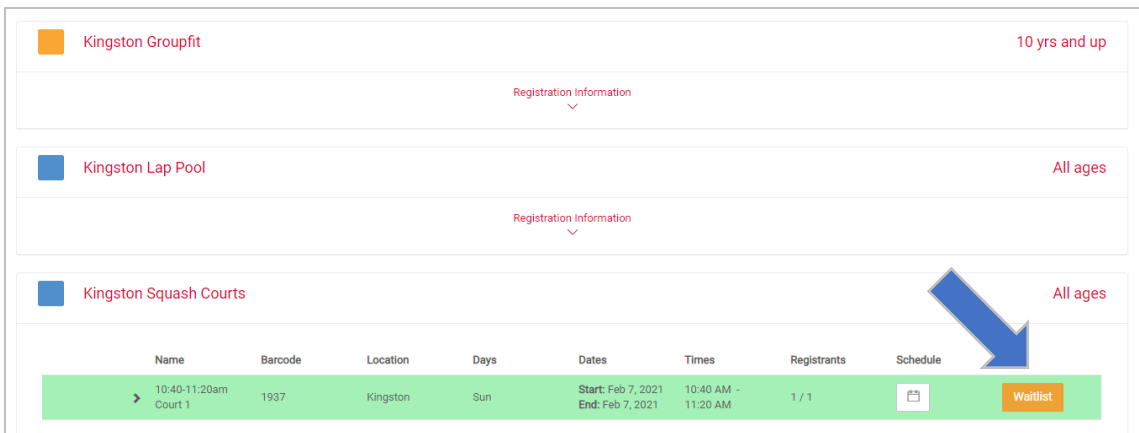 Kingston Groupfit 10 yrs and up
Registration Information
Kingston Lap Pool All ages
Registration Information
Kingston Squash Courts All ages
Name Barcode Location Days Dates Times Registrants Schedule
10:40-11:20am Court 1 1937 Kingston Sun Start: Feb 7, 2021 End: Feb 7, 2021 10:40 AM - 11:20 AM 1 / 1 Waitlist